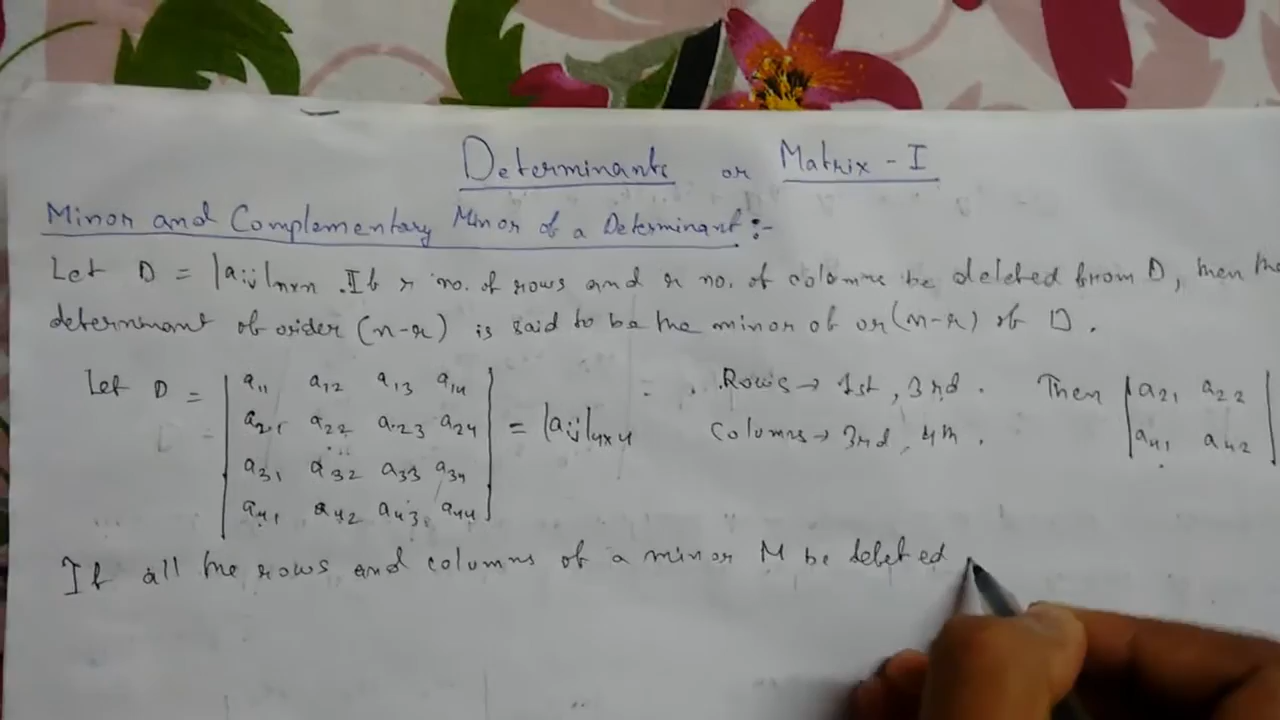 Determinants or Matrix - I
Minor and Complementary Minor of a Determinant :-
Let D = |aij|nxn . If r no. of rows and r no. of colomns be deleted from D, then the
determinant of order (n-r) is said to be the minor of or (n-r) of D.
Let D = | a11 a12 a13 a14 | Rows → 1st, 3rd. Then | a21 a22 |
| a21 a22 a23 a24 | = |aij|4x4 Columns → 3rd, 4th. | a41 a42 |
| a31 a32 a33 a34 |
| a41 a42 a43 a44 |
If all the rows and columns of a minor M be deleted